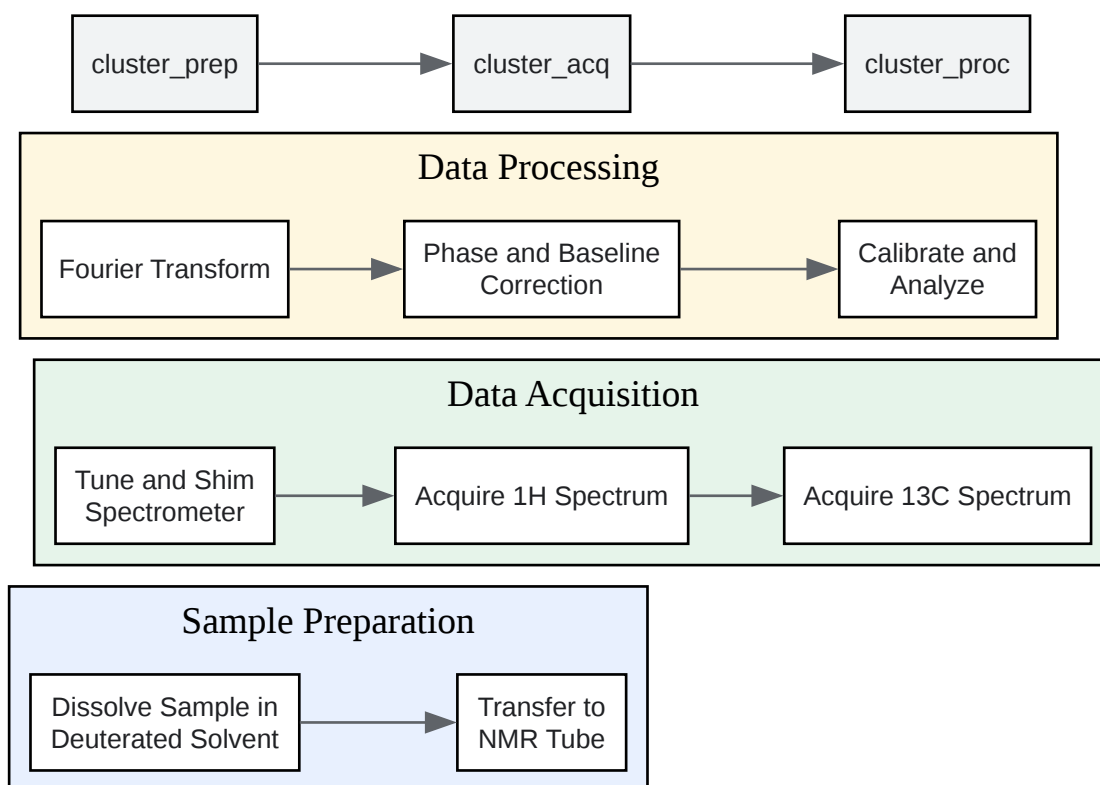 cluster_prep
cluster_acq
cluster_proc
Data Processing
Fourier Transform
Phase and Baseline
Correction
Calibrate and
Analyze
Data Acquisition
Tune and Shim
Spectrometer
Acquire 1H Spectrum
Acquire 13C Spectrum
Sample Preparation
Dissolve Sample in
Deuterated Solvent
Transfer to
NMR Tube